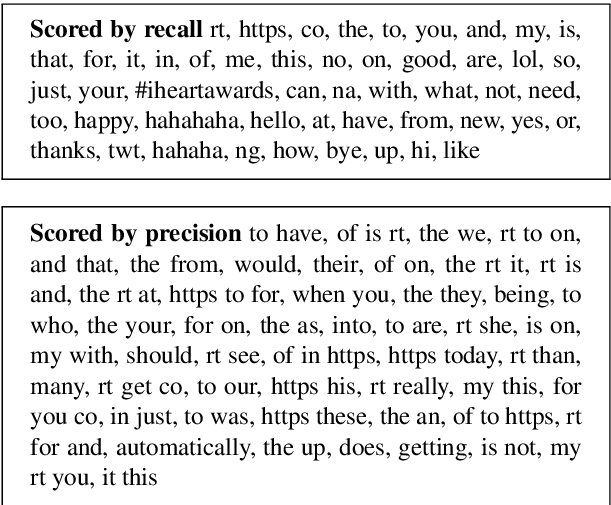 Scored by recall rt, https, co, the, to, you, and, my, is,
that, for, it, in, of, me, this, no, on, good, are, lol, so,
just, your, #iheartawards, can, na, with, what, not, need,
too, happy, hahahaha, hello, at, have, from, new, yes, or,
thanks, twt, hahaha, ng, how, bye, up, hi, like
Scored by precision to have, of is rt, the we, rt to on,
and that, the from, would, their, of on, the rt it, rt is
and, the rt at, https to for, when you, the they, being, to
who, the your, for on, the as, into, to are, rt she, is on,
my with, should, rt see, of in https, https today, rt than,
many, rt get co, to our, https his, rt really, my this, for
you co, in just, to was, https these, the an, of to https, rt
for and, automatically, the up, does, getting, is not, my
rt you, it this